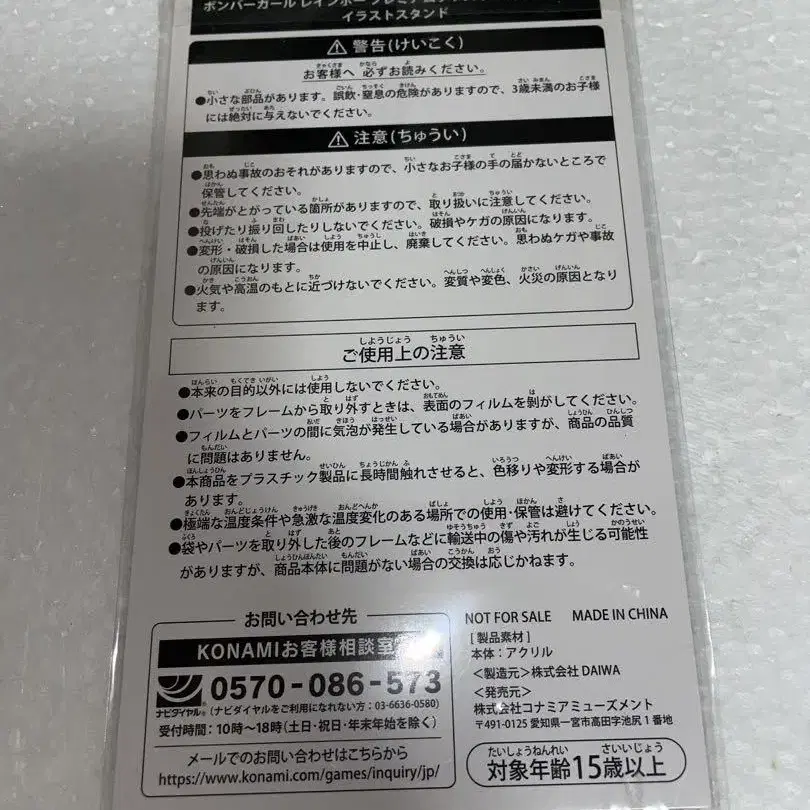 ボンバーガール レインボープレミアム
イラストスタンド
⚠ 警告(けいこく)
お客様へ 必ずお読みください。
●小さな部品があります。誤飲・窒息の危険がありますので、3歳未満のお子様
には絶対に与えないでください。
⚠ 注意(ちゅうい)
●思わぬ事故のおそれがありますので、小さなお子様の手の届かないところで
保管してください。
●先端がとがっている箇所がありますので、取り扱いに注意してください。
●投げたり振り回したりしないでください。破損やケガの原因になります。
●変形・破損した場合は使用を中止し、廃棄してください。思わぬケガや事故
の原因になります。
●火気や高温のもとに近づけないでください。変質や変色、火災の原因となり
ます。
ご使用上の注意
●本来の目的以外には使用しないでください。
●パーツをフレームから取り外すときは、表面のフィルムを剥がしてください。
●フィルムとパーツの間に気泡が発生している場合がありますが、商品の品質
に問題はありません。
●本商品をプラスチック製品に長時間触れさせると、色移りや変形する場合が
あります。
●極端な温度条件や急激な温度変化のある場所での使用・保管は避けてください。
●袋やパーツを取り外した後のフレームなどに輸送中の傷や汚れが生じる可能性
がありますが、商品本体に問題がない場合の交換は応じかねます。
お問い合わせ先
KONAMIお客様相談室
ナビダイヤル®
0570-086-573
(ナビダイヤルをご利用になれない方：03-6636-0580)
受付時間：10時～18時(土日・祝日・年末年始を除く)
メールでのお問い合わせはこちらから
https://www.konami.com/games/inquiry/jp/
NOT FOR SALE MADE IN CHINA
[製品素材]
本体：アクリル
<製造元>株式会社 DAIWA
<発売元>
株式会社コナミアミューズメント
〒491-0125 愛知県一宮市高田字池尻1番地
対象年齢15歳以上